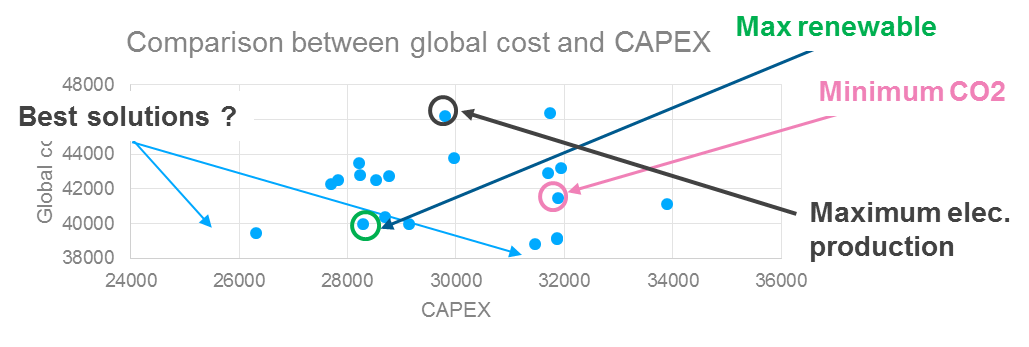 Max renewable
Comparison between global cost and CAPEX
48000
Minimum CO2
Best solutions ?
44000
42000
40000
38000
Global co
Maximum elec.
production
24000 26000 28000 30000 32000 34000 36000
CAPEX